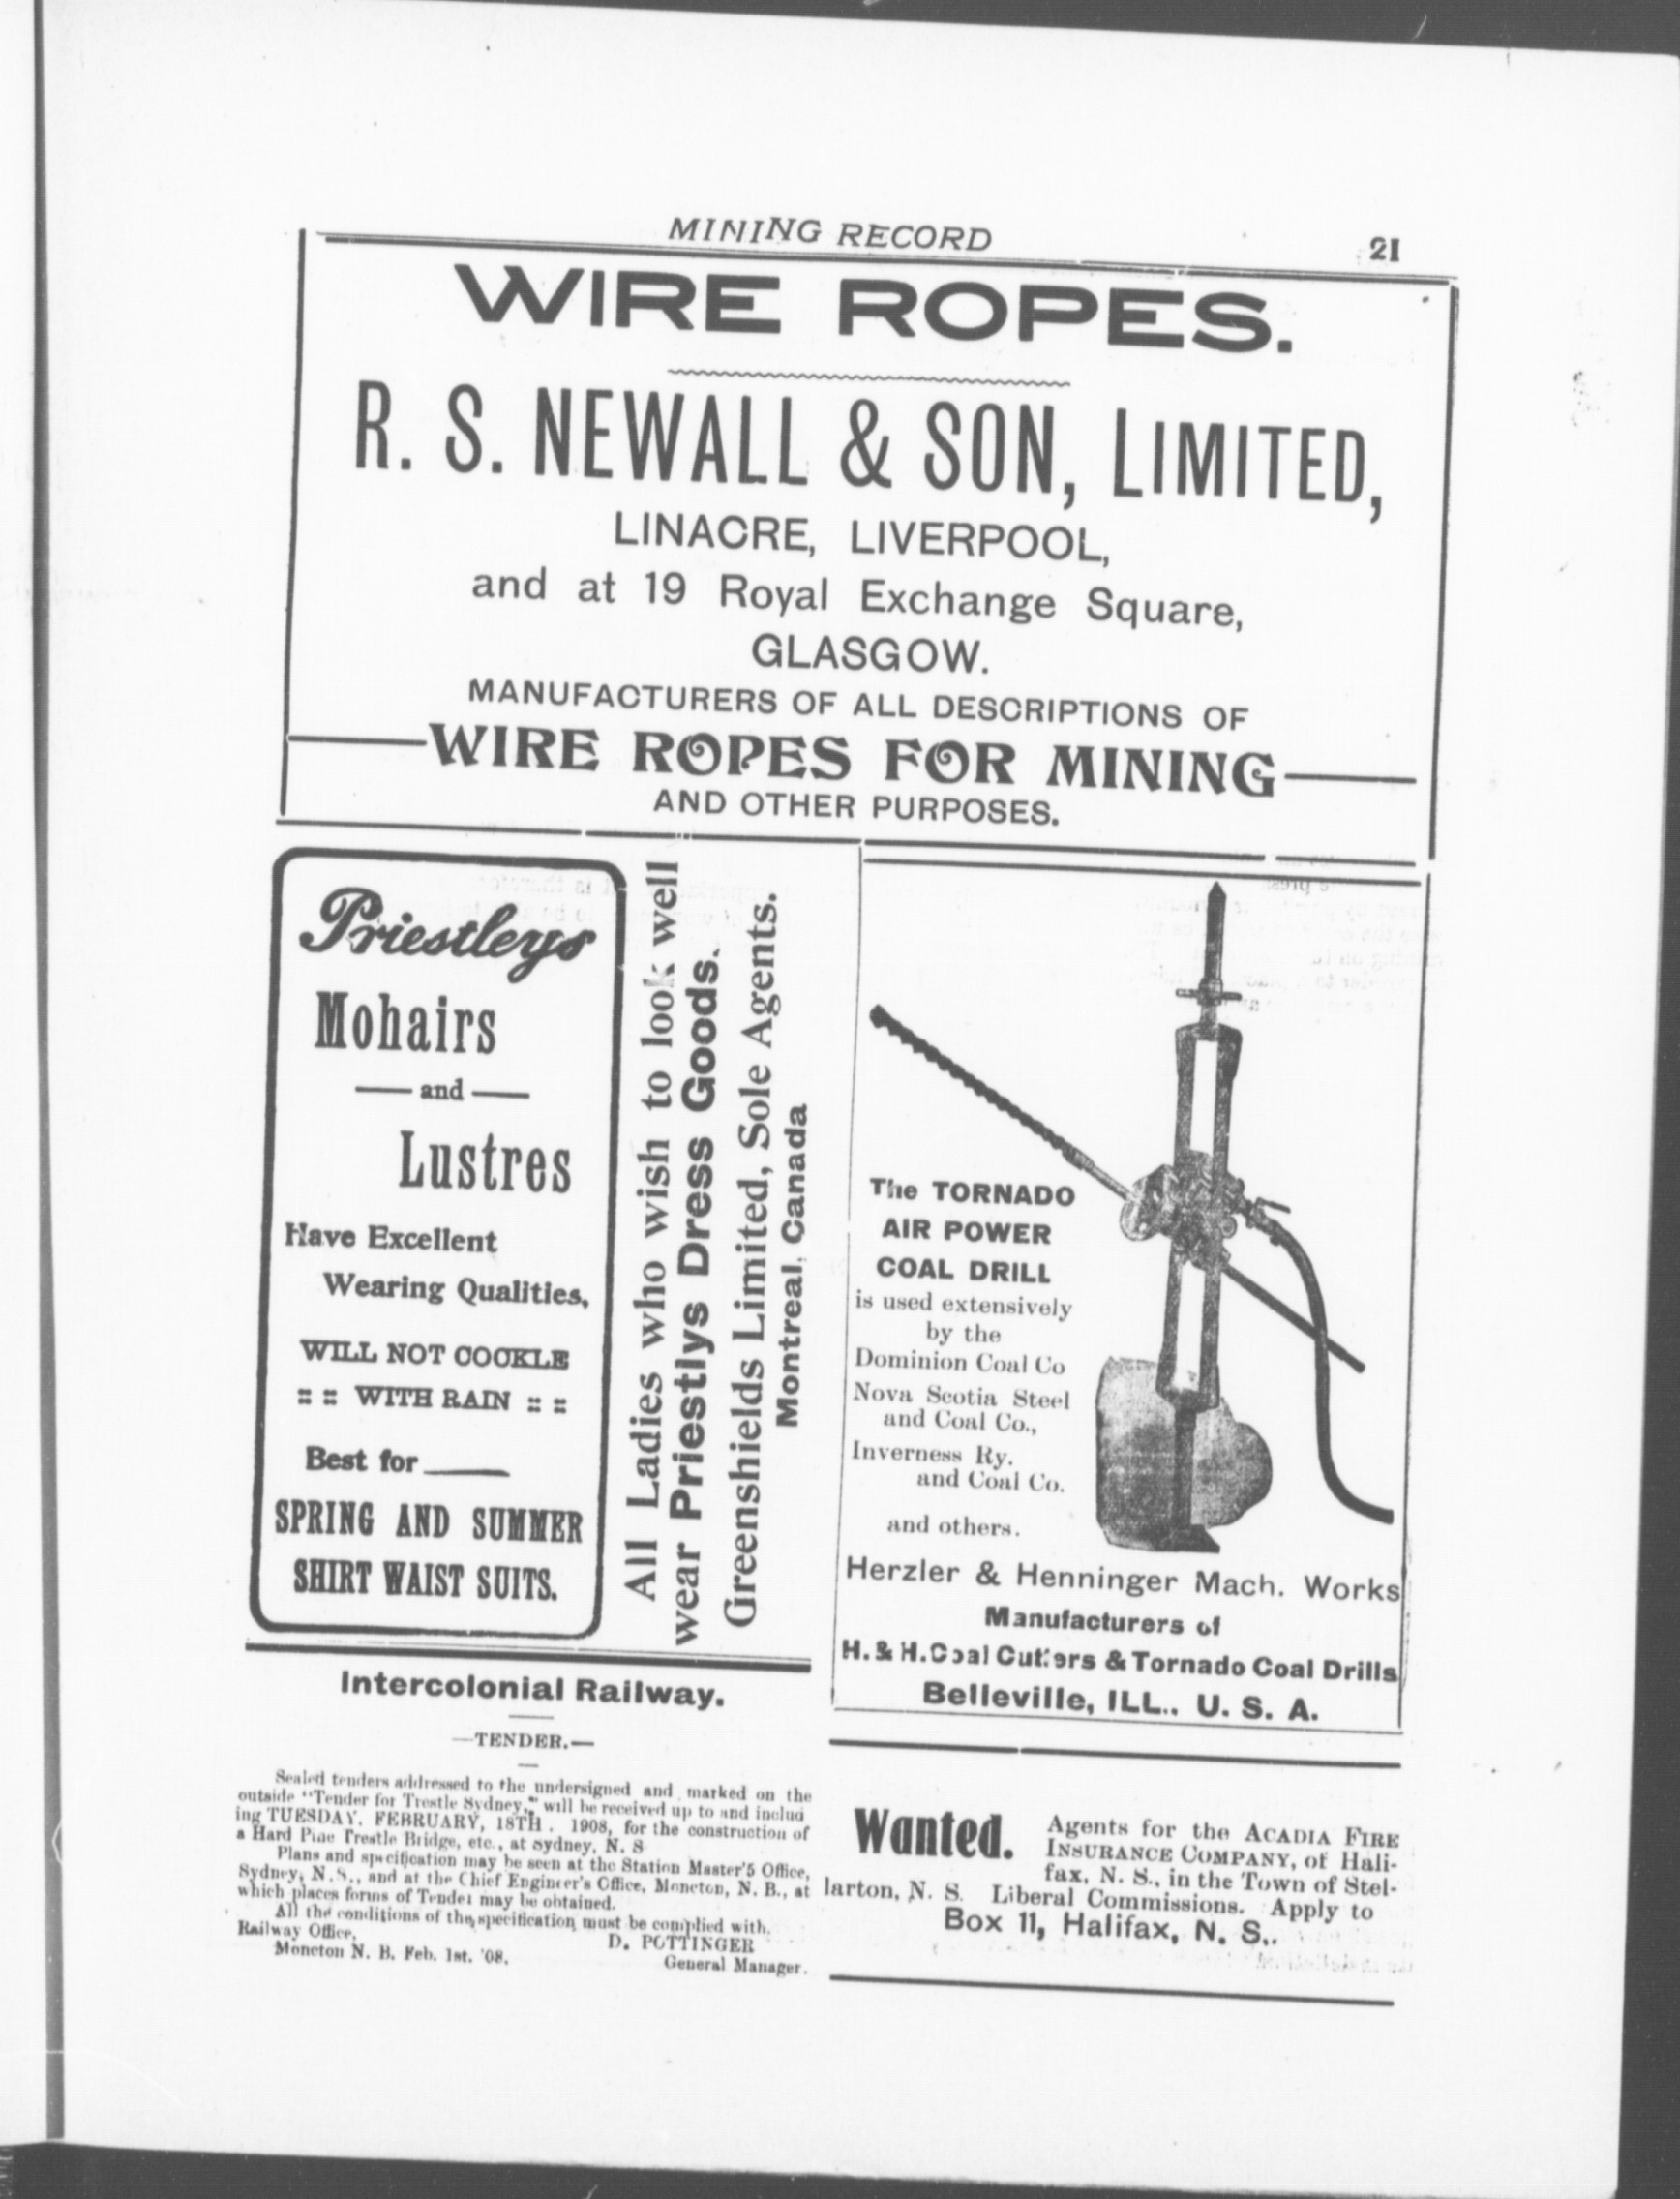 MINING RECORD
21
WIRE ROPES.
R. S. NEWALL & SON, LIMITED,
LINACRE, LIVERPOOL,
and at 19 Royal Exchange Square,
GLASGOW.
MANUFACTURERS OF ALL DESCRIPTIONS OF
WIRE ROPES FOR MINING
AND OTHER PURPOSES.
Priestleys
Mohairs
— and —
Lustres
Have Excellent
Wearing Qualities,
WILL NOT COCKLE
:: :: WITH RAIN :: ::
Best for
SPRING AND SUMMER
SHIRT WAIST SUITS.
All Ladies who wish to look well
wear Priestlys Dress Goods.
Greenshields Limited, Sole Agents.
Montreal, Canada
The TORNADO
AIR POWER
COAL DRILL
is used extensively
by the
Dominion Coal Co
Nova Scotia Steel
and Coal Co.,
Inverness Ry.
and Coal Co.
and others.
Herzler & Henninger Mach. Works
Manufacturers of
H. & H. Coal Cutters & Tornado Coal Drills
Belleville, ILL., U. S. A.
Intercolonial Railway.
—TENDER.—
Sealed tenders addressed to the undersigned and marked on the
outside "Tender for Trestle Sydney," will be received up to and includ
ing TUESDAY, FEBRUARY, 18TH . 1908, for the construction of
a Hard Pine Trestle Bridge, etc., at Sydney, N. S
Plans and specification may be seen at the Station Master's Office,
Sydney, N. S., and at the Chief Engineer's Office, Moncton, N. B., at
which places forms of Tender may be obtained.
All the conditions of the specification must be complied with.
Railway Office,
D. POTTINGER
Moncton N. B. Feb. 1st. '08.
General Manager.
Wanted. Agents for the ACADIA FIRE
INSURANCE COMPANY, of Hali-
fax, N. S., in the Town of Stel-
larton, N. S. Liberal Commissions. Apply to
Box 11, Halifax, N. S..